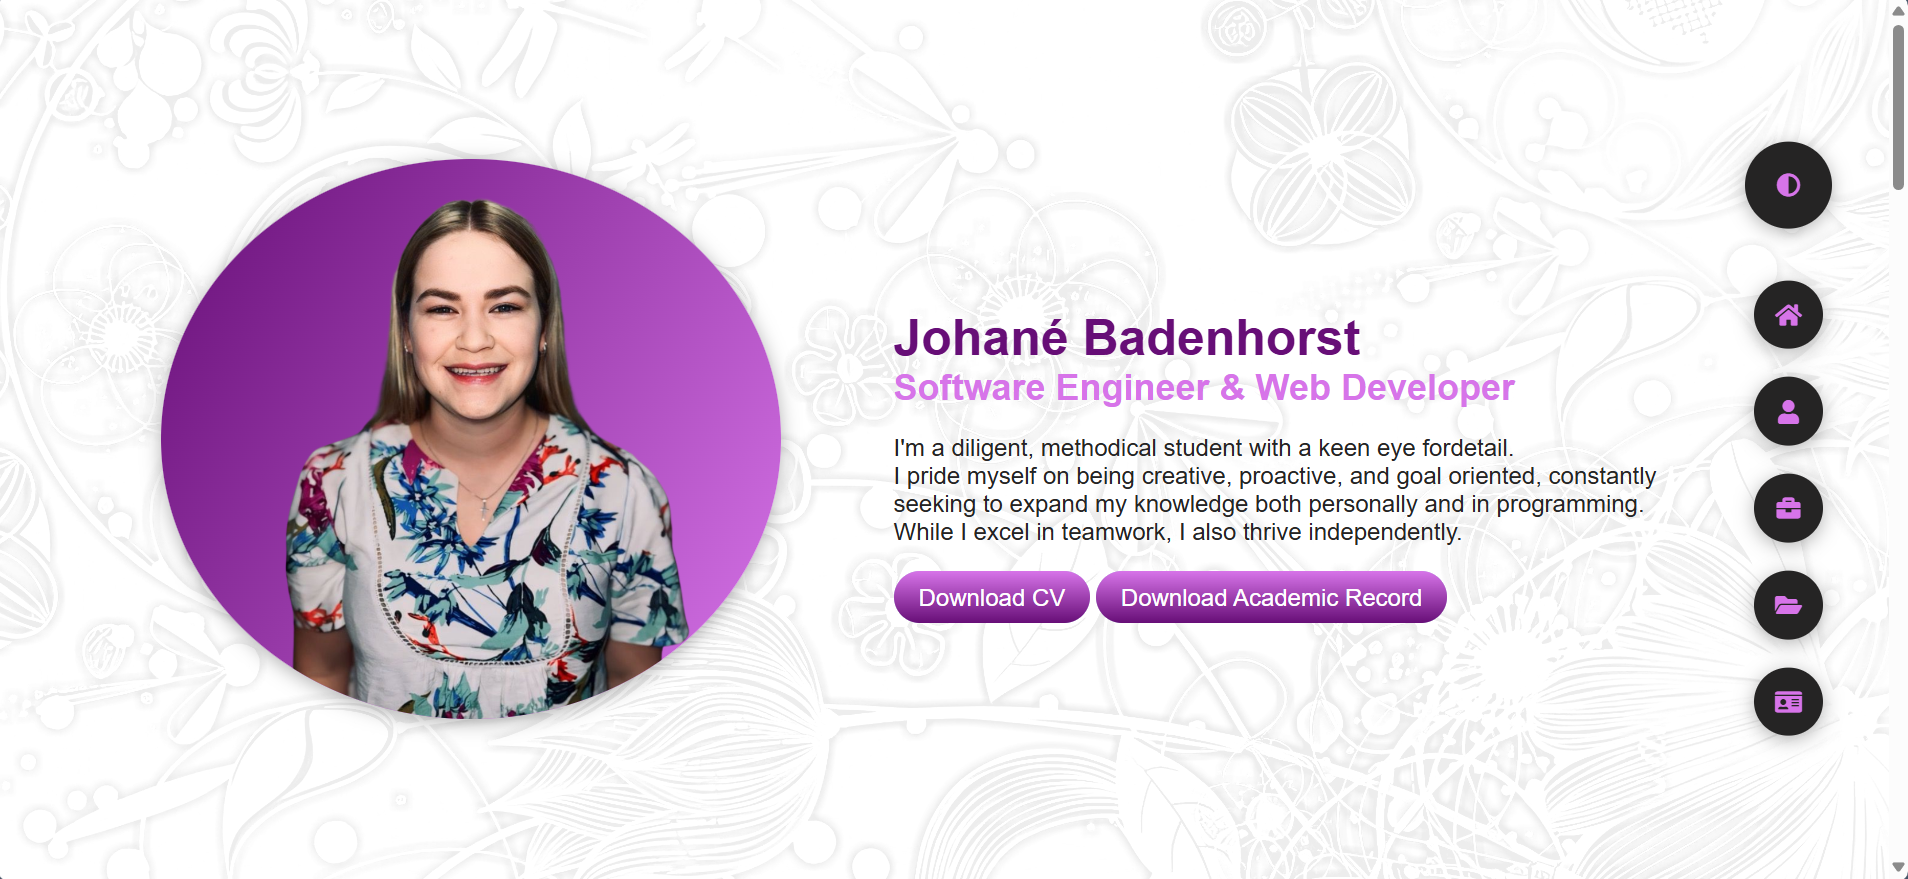 Johané Badenhorst
Software Engineer & Web Developer
I'm a diligent, methodical student with a keen eye fordetail.
I pride myself on being creative, proactive, and goal oriented, constantly
seeking to expand my knowledge both personally and in programming.
While I excel in teamwork, I also thrive independently.
Download CV Download Academic Record